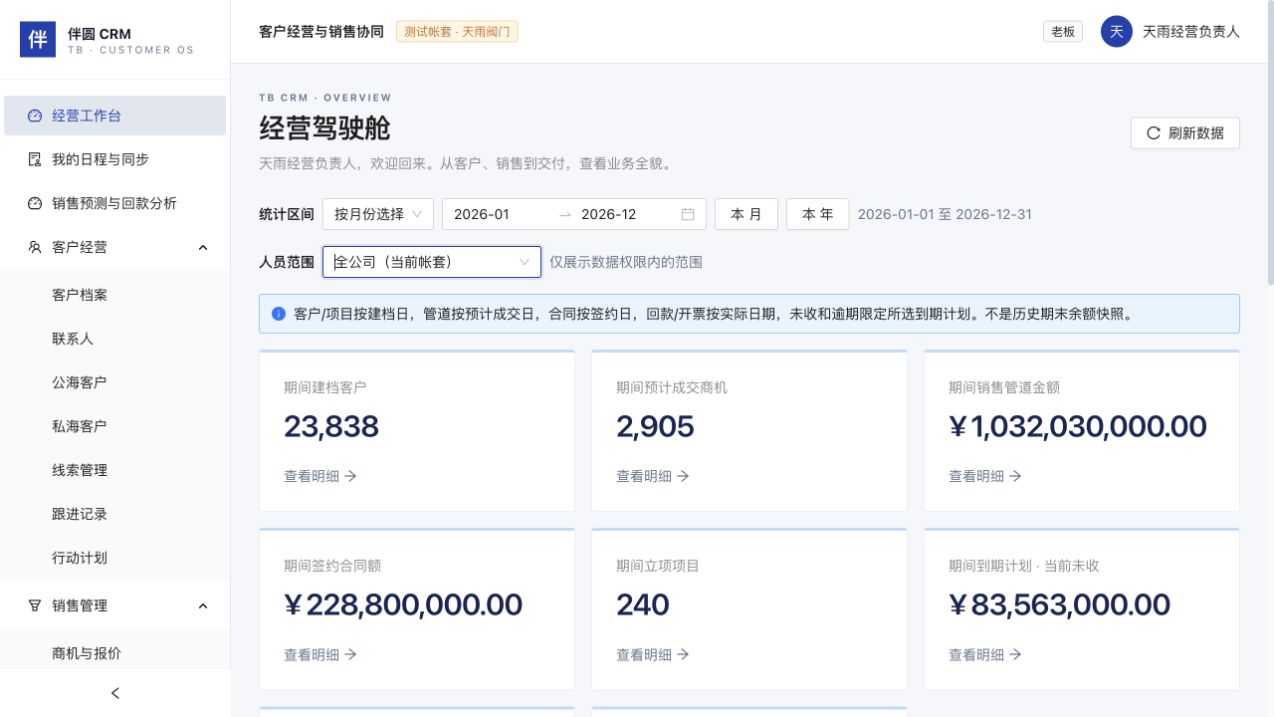 伴
伴圆 CRM
TB · CUSTOMER OS
经营工作台
我的日程与同步
销售预测与回款分析
客户经营
客户档案
联系人
公海客户
私海客户
线索管理
跟进记录
行动计划
销售管理
商机与报价
客户经营与销售协同
测试帐套 · 天雨阀门
老板
天
天雨经营负责人
TB CRM · OVERVIEW
经营驾驶舱
天雨经营负责人，欢迎回来。从客户、销售到交付，查看业务全貌。
刷新数据
统计区间 按月份选择 2026-01 → 2026-12 本 月 本 年 2026-01-01 至 2026-12-31
人员范围 全公司（当前帐套） 仅展示数据权限内的范围
客户/项目按建档日，管道按预计成交日，合同按签约日，回款/开票按实际日期，未收和逾期限定所选到期计划。不是历史期末余额快照。
期间建档客户
23,838
查看明细 →
期间预计成交商机
2,905
查看明细 →
期间销售管道金额
¥1,032,030,000.00
查看明细 →
期间签约合同额
¥228,800,000.00
查看明细 →
期间立项项目
240
查看明细 →
期间到期计划 · 当前未收
¥83,563,000.00
查看明细 →